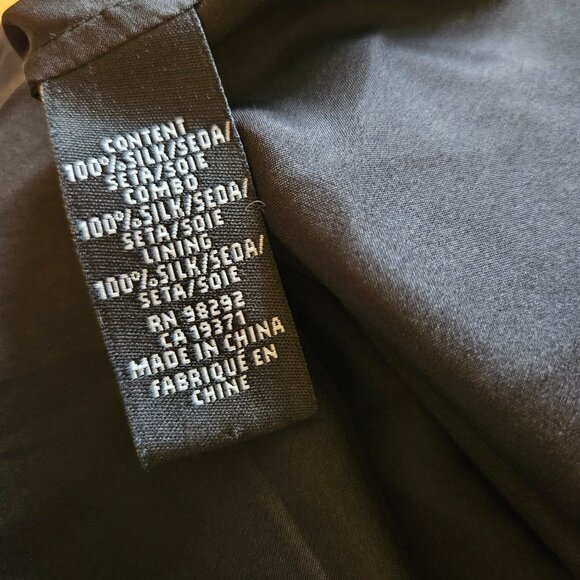 CONTENT
100%SILK/SEDA/
SETA/SOIE
COMBO
100%SILK/SEDA/
SETA/SOIE
LINING
100%SILK/SEDA/
SETA/SOIE
RN 98292
CA 19371
MADE IN CHINA
FABRIQUÉ EN
CHINE